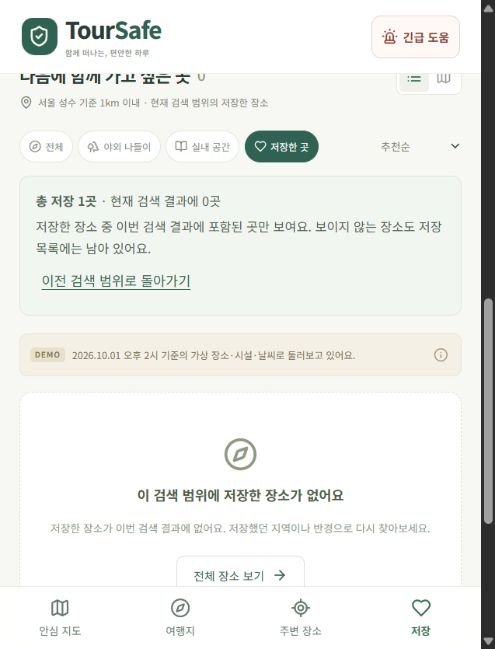 TourSafe
함께 떠나는, 편안한 하루
긴급 도움
다음에 함께 가고 싶은 곳 0
서울 성수 기준 1km 이내 · 현재 검색 범위의 저장한 장소
전체
야외 나들이
실내 공간
저장한 곳
추천순
총 저장 1곳 · 현재 검색 결과에 0곳
저장한 장소 중 이번 검색 결과에 포함된 곳만 보여요. 보이지 않는 장소도 저장
목록에는 남아 있어요.
이전 검색 범위로 돌아가기
DEMO 2026.10.01 오후 2시 기준의 가상 장소·시설·날씨로 둘러보고 있어요.
이 검색 범위에 저장한 장소가 없어요
저장한 장소가 이번 검색 결과에 없어요. 저장했던 지역이나 반경으로 다시 찾아보세요.
전체 장소 보기
안심 지도
여행지
주변 장소
저장